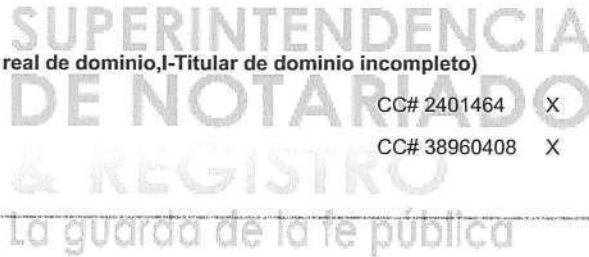 SUPERINTENDENCIA
real de dominio,I-Titular de dominio incompleto)
DE NOTARIADO
CC# 2401464 X
CC# 38960408 X
& REGISTRO
La guarda de la fe pública